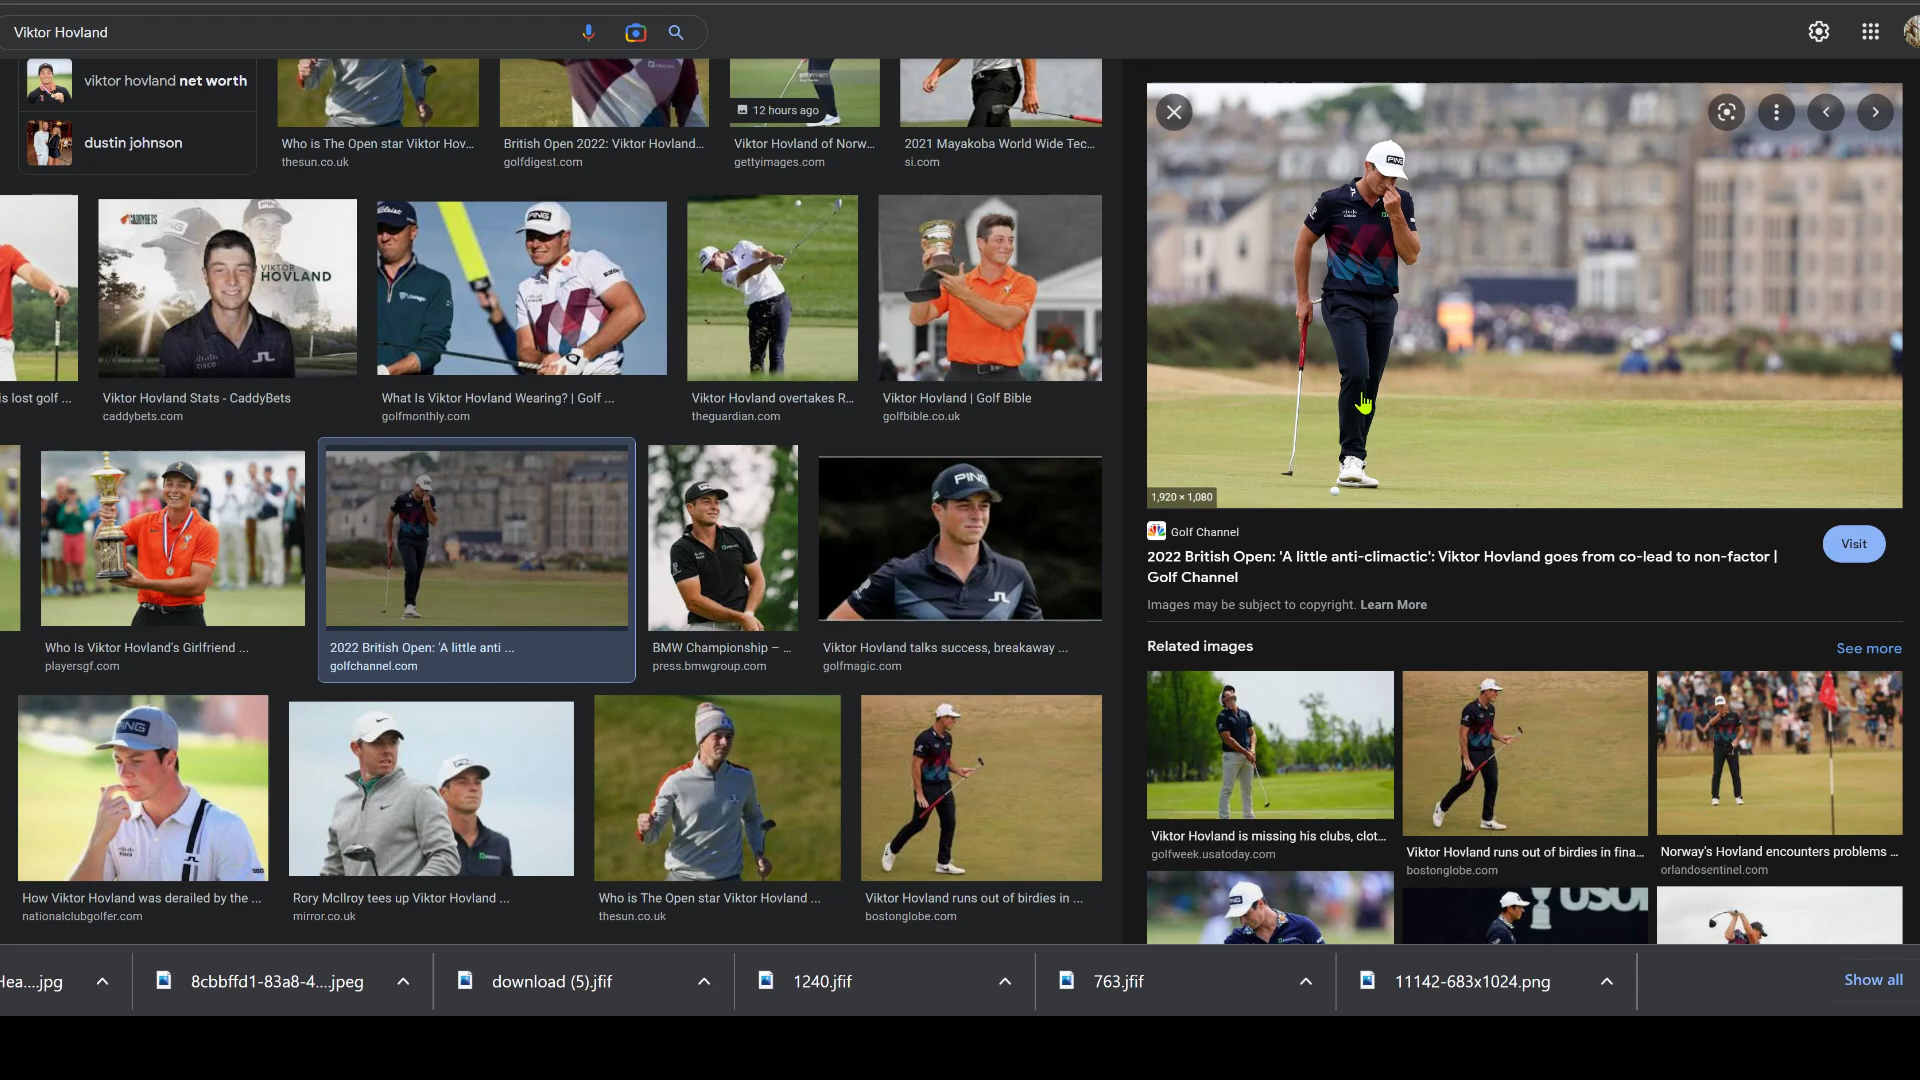 Viktor Hovland
viktor hovland net worth
dustin johnson
12 hours ago
Who is The Open star Viktor Hov...
thesun.co.uk
British Open 2022: Viktor Hovland...
golfdigest.com
Viktor Hovland of Norw...
gettyimages.com
2021 Mayakoba World Wide Tec...
si.com
CADDYBETS
VIKTOR
HOVLAND
PING
is lost golf ...
Viktor Hovland Stats - CaddyBets
caddybets.com
What Is Viktor Hovland Wearing? | Golf ...
golfmonthly.com
Viktor Hovland overtakes R...
theguardian.com
Viktor Hovland | Golf Bible
golfbible.co.uk
PING
Who Is Viktor Hovland's Girlfriend ...
playersgf.com
2022 British Open: 'A little anti ...
golfchannel.com
BMW Championship – ...
press.bmwgroup.com
Viktor Hovland talks success, breakaway ...
golfmagic.com
PING
How Viktor Hovland was derailed by the ...
nationalclubgolfer.com
Rory McIlroy tees up Viktor Hovland ...
mirror.co.uk
Who is The Open star Viktor Hovland ...
thesun.co.uk
Viktor Hovland runs out of birdies in ...
bostonglobe.com
PING
1,920 × 1,080
Golf Channel
2022 British Open: 'A little anti-climactic': Viktor Hovland goes from co-lead to non-factor |
Golf Channel
Visit
Images may be subject to copyright. Learn More
Related images
See more
Viktor Hovland is missing his clubs, clot...
golfweek.usatoday.com
Viktor Hovland runs out of birdies in fina...
bostonglobe.com
Norway's Hovland encounters problems ...
orlandosentinel.com
Hea....jpg
8cbbffd1-83a8-4....jpeg
download (5).jfif
1240.jfif
763.jfif
11142-683x1024.png
Show all